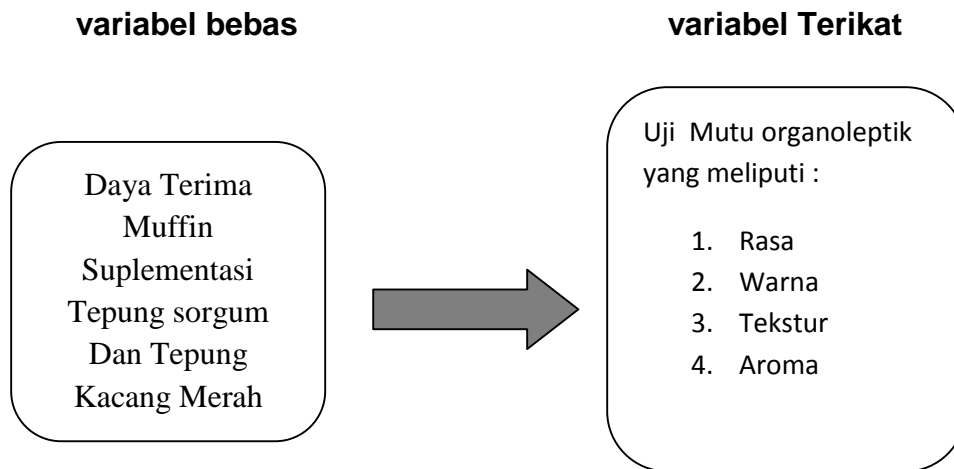 variabel bebas
variabel Terikat
Daya Terima
Muffin
Suplementasi
Tepung sorgum
Dan Tepung
Kacang Merah
Uji Mutu organoleptik
yang meliputi :
1. Rasa
2. Warna
3. Tekstur
4. Aroma